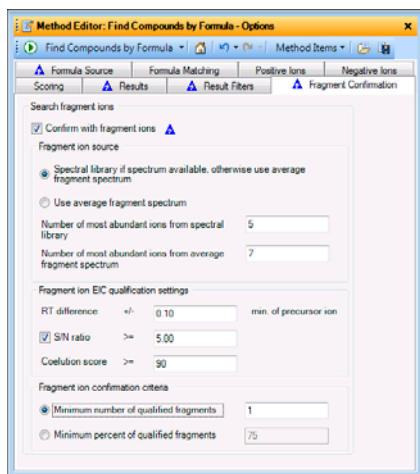 Method Editor: Find Compounds by Formula - Options
Find Compounds by Formula Method Items
Formula Source Formula Matching Positive Ions Negative Ions
Scoring Results Result Filters Fragment Confirmation
Search fragment ions
Confirm with fragment ions
Fragment ion source
Spectral library if spectrum available, otherwise use average
fragment spectrum
Use average fragment spectrum
Number of most abundant ions from spectral
library 5
Number of most abundant ions from average
fragment spectrum 7
Fragment ion EIC qualification settings
RT difference +/- 0.10 min. of precursor ion
S/N ratio >= 5.00
Coelution score >= 90
Fragment ion confirmation criteria
Minimum number of qualified fragments 1
Minimum percent of qualified fragments 75